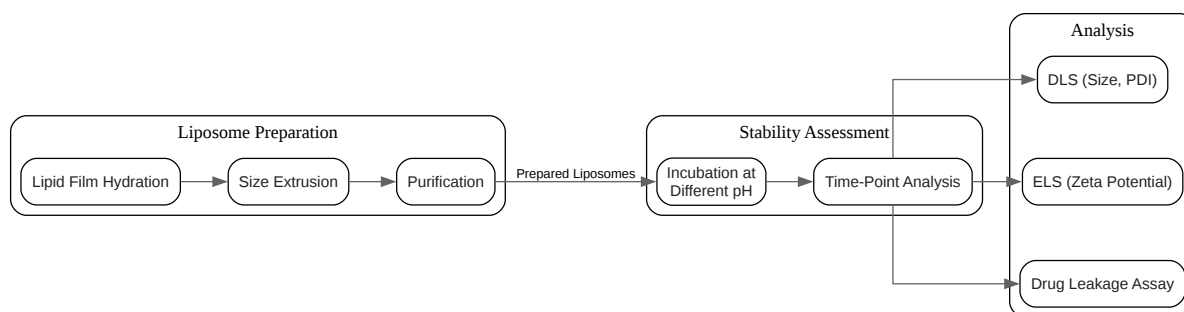 Liposome Preparation
Lipid Film Hydration
Size Extrusion
Purification
Prepared Liposomes
Stability Assessment
Incubation at
Different pH
Time-Point Analysis
Analysis
DLS (Size, PDI)
ELS (Zeta Potential)
Drug Leakage Assay